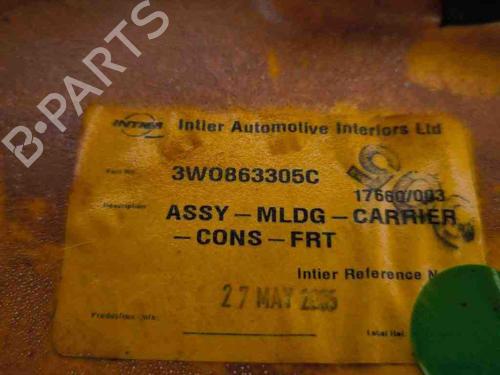 B-PARTS
INTIER
Intier Automotive Interiors Ltd
Part No:
3W0863305C
17660/003
Description
ASSY-MLDG-CARRIER
-CONS-FRT
Intier Reference
27 MAY 2005
Production Info:
Label Ref: